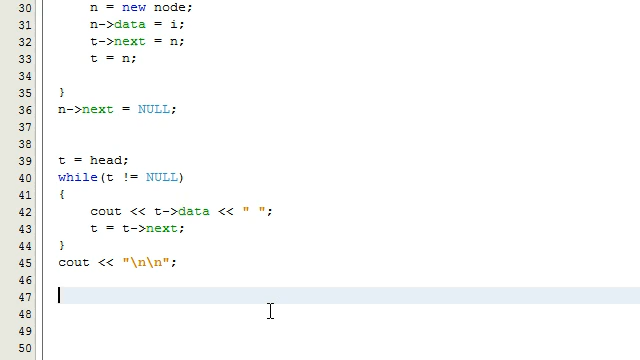 30 n = new node;
31 n->data = i;
32 t->next = n;
33 t = n;
34
35 }
36 n->next = NULL;
37
38
39 t = head;
40 while(t != NULL)
41 {
42 cout << t->data << " ";
43 t = t->next;
44 }
45 cout << "\n\n";
46
47
48
49
50